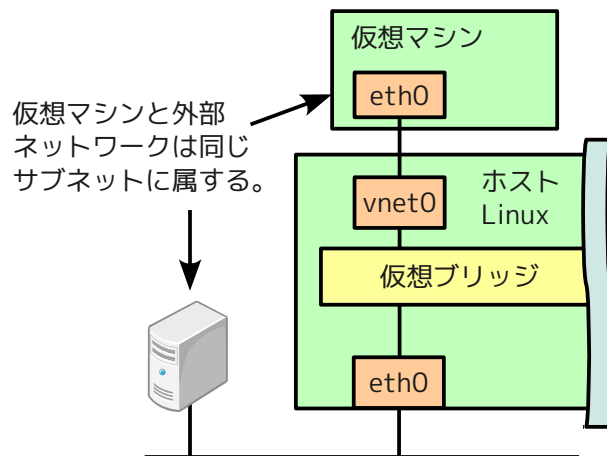 仮想マシン
eth0
仮想マシンと外部
ネットワークは同じ
サブネットに属する。
vnet0
ホスト
Linux
仮想ブリッジ
eth0